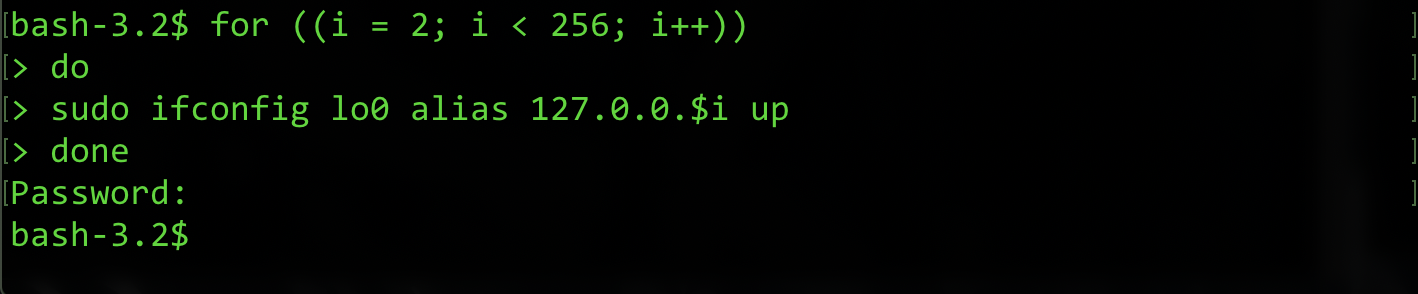 [bash-3.2$ for ((i = 2; i < 256; i++)) ]
[> do ]
[> sudo ifconfig lo0 alias 127.0.0.$i up ]
[> done ]
[Password: ]
bash-3.2$